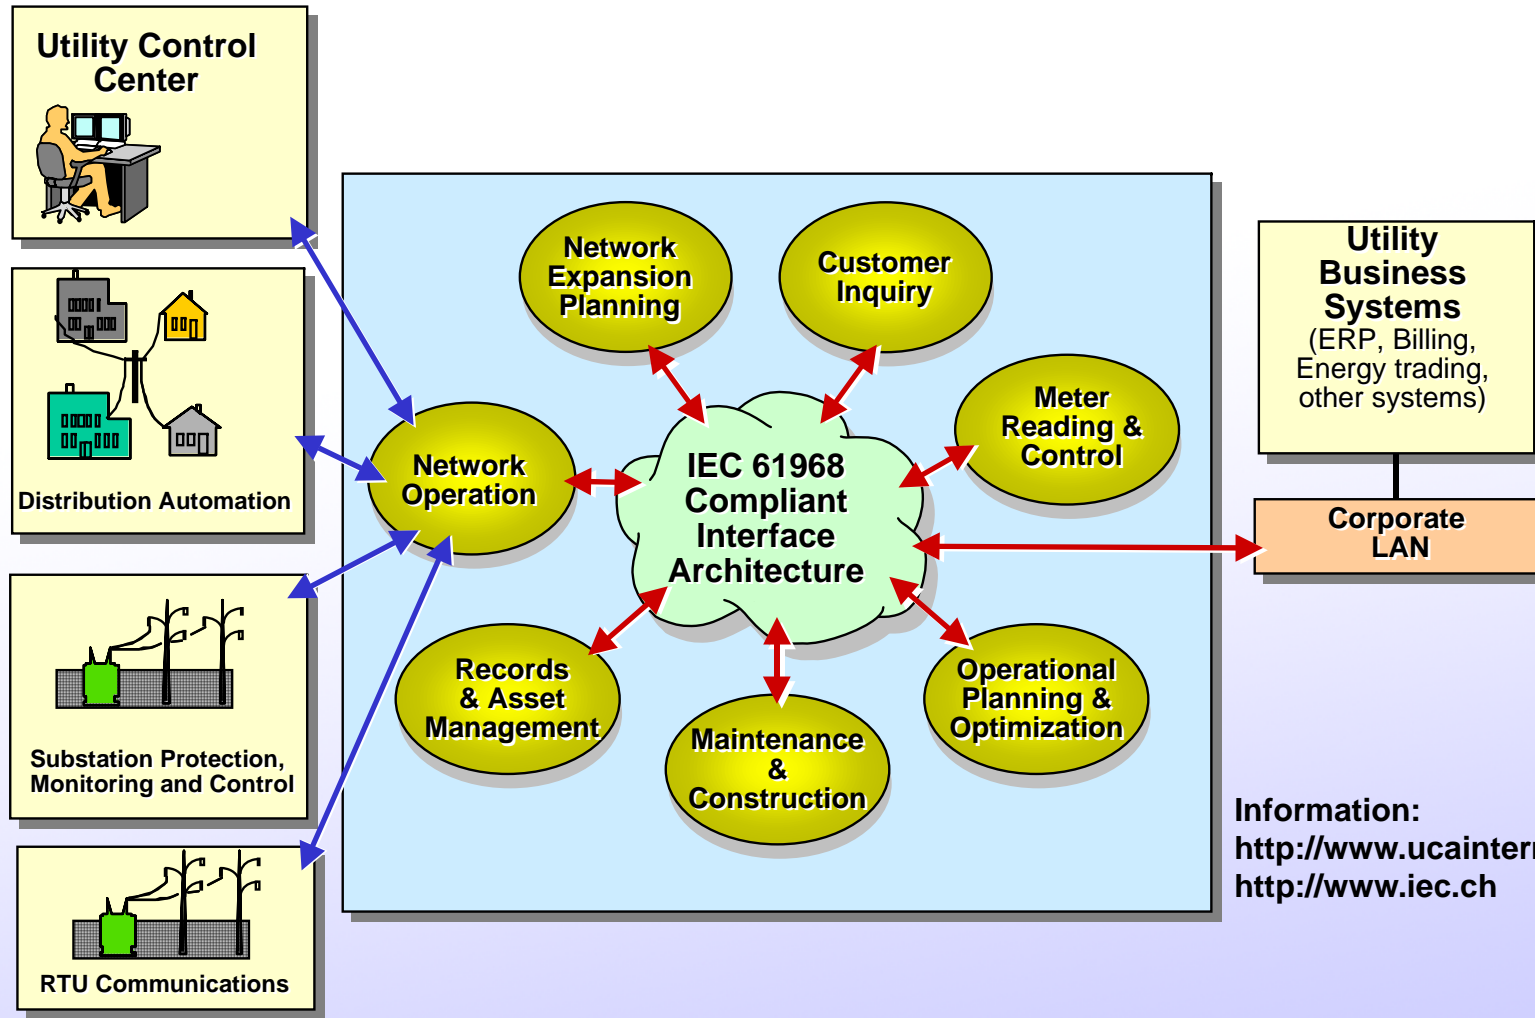 Utility Control
Center
Distribution Automation
Substation Protection,
Monitoring and Control
RTU Communications
Network
Expansion
Planning
Customer
Inquiry
Meter
Reading &
Control
Network
Operation
IEC 61968
Compliant
Interface
Architecture
Records
& Asset
Management
Maintenance
&
Construction
Operational
Planning &
Optimization
Utility
Business
Systems
(ERP, Billing,
Energy trading,
other systems)
Corporate
LAN
Information:
http://www.ucainter
http://www.iec.ch